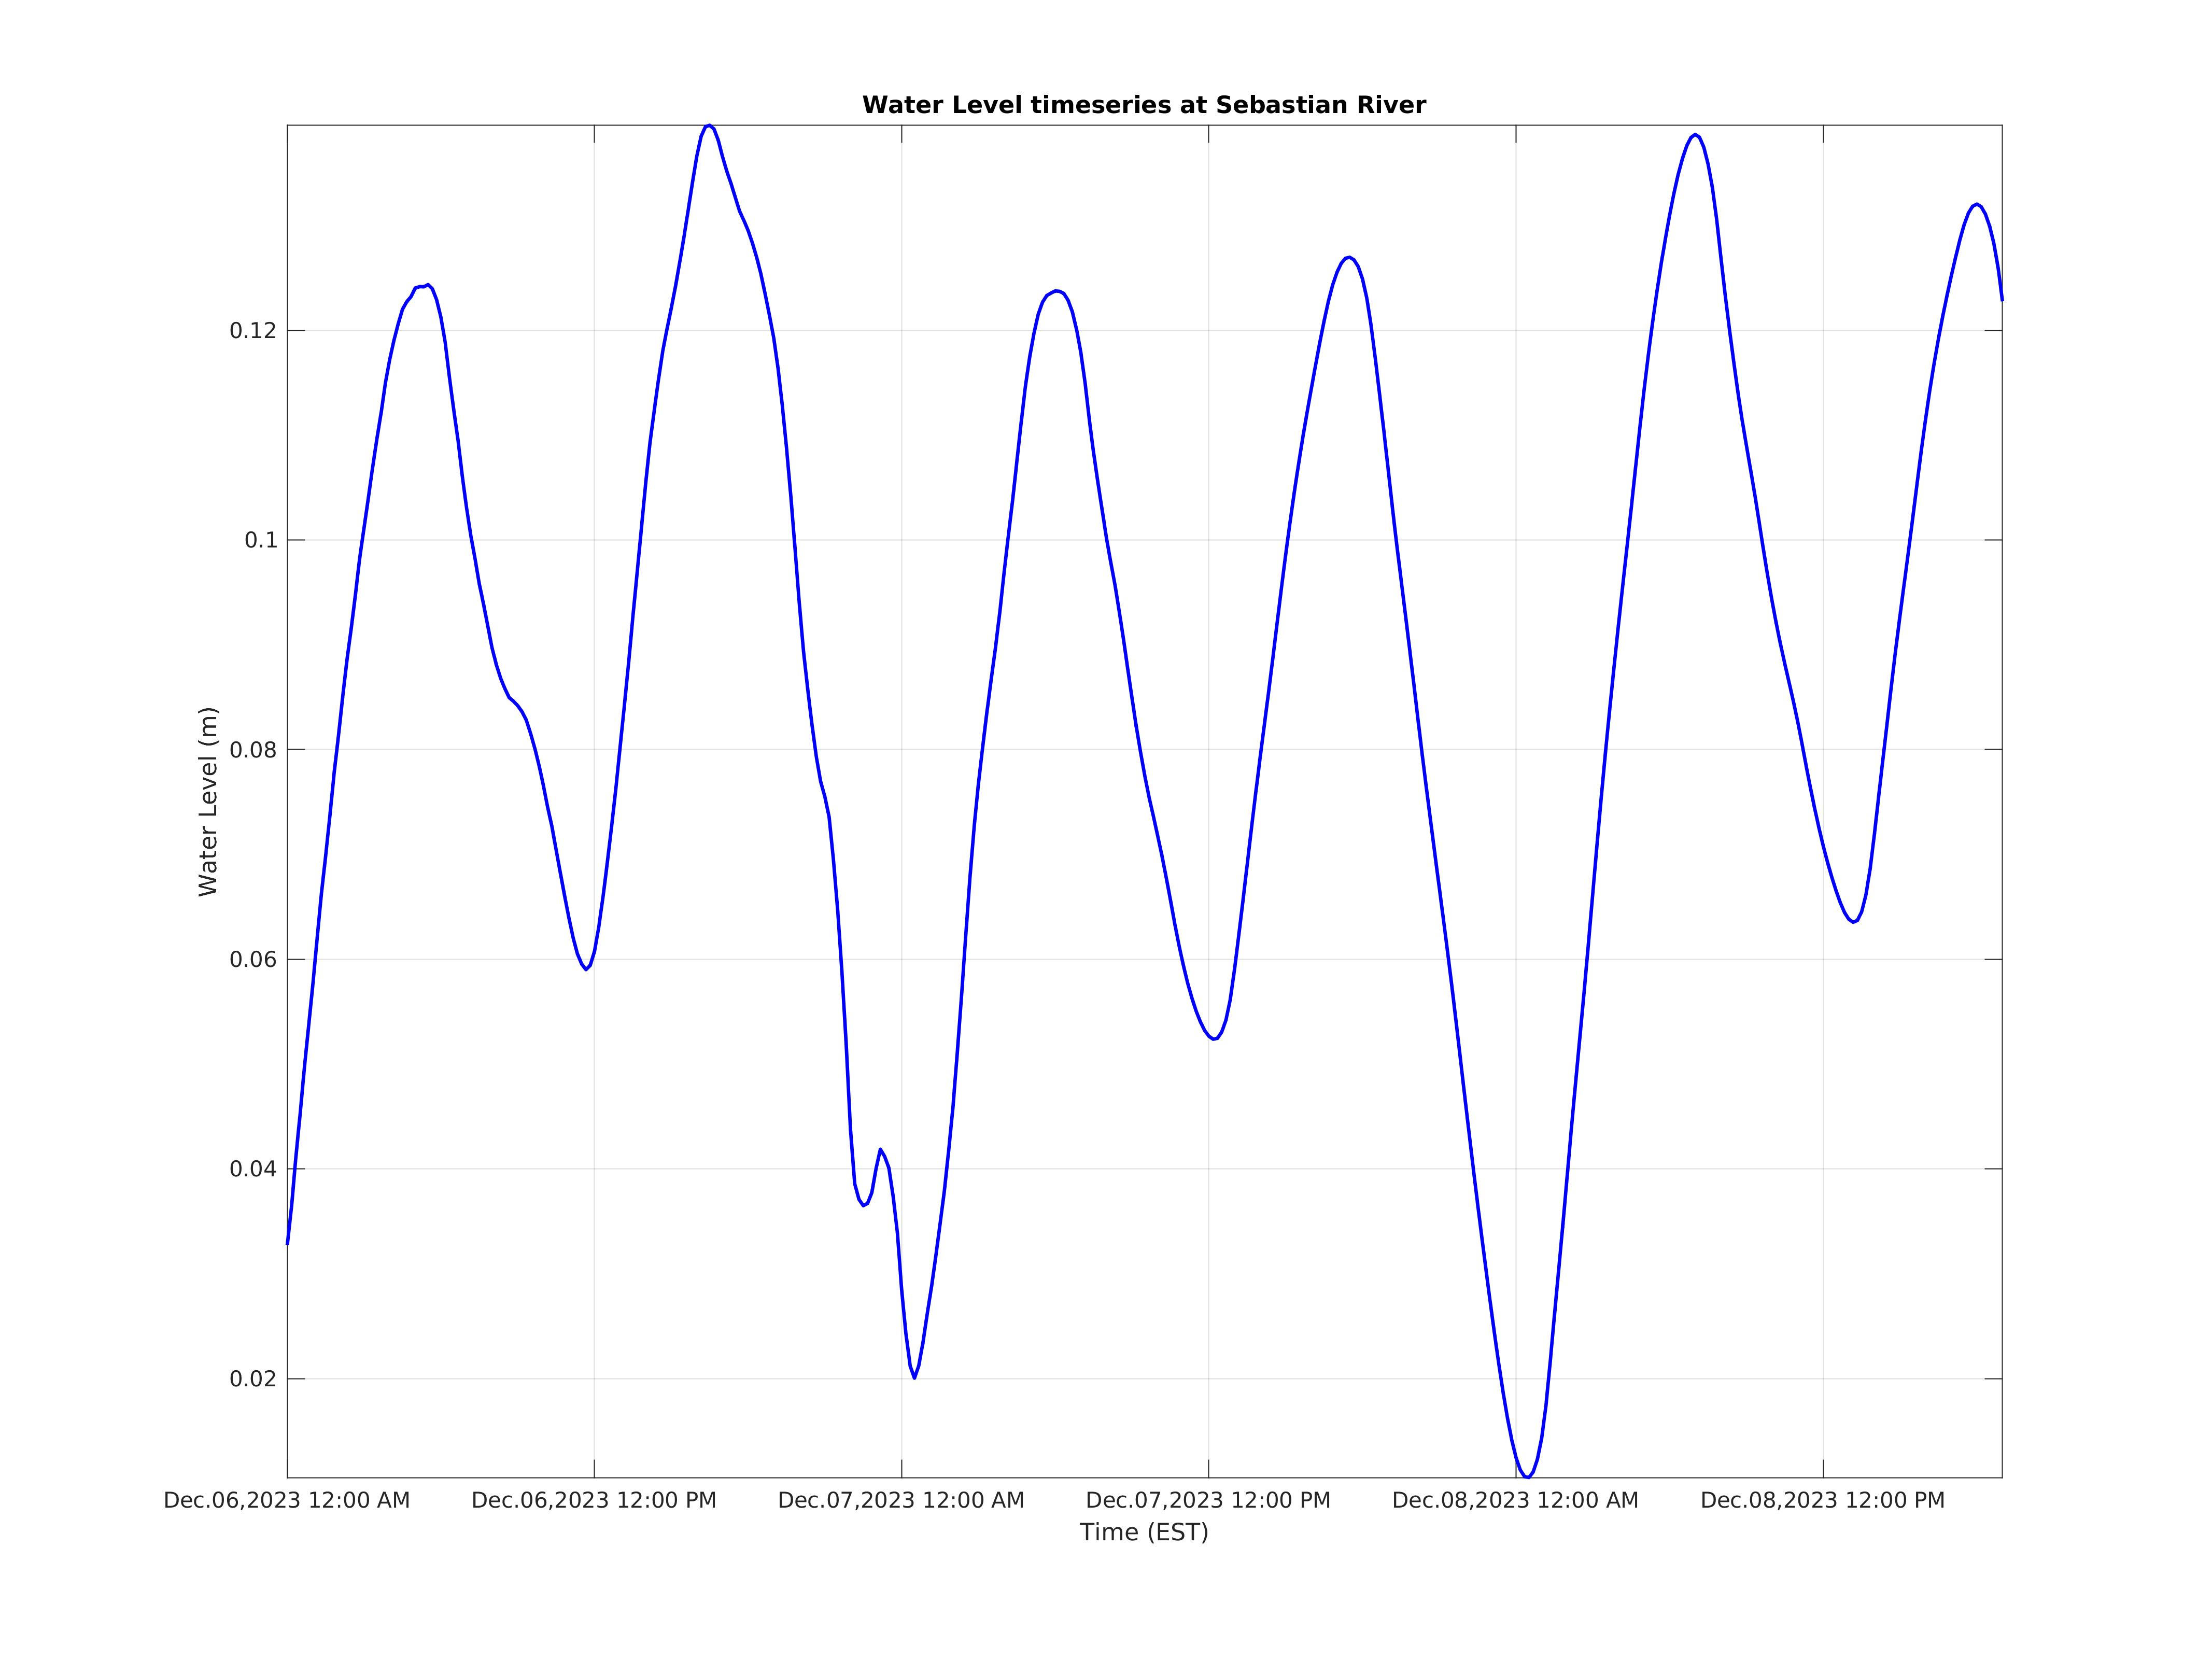 Water Level timeseries at Sebastian River
0.12
0.1
0.08
0.06
0.04
0.02
Water Level (m)
Dec.06,2023 12:00 AM
Dec.06,2023 12:00 PM
Dec.07,2023 12:00 AM
Dec.07,2023 12:00 PM
Dec.08,2023 12:00 AM
Dec.08,2023 12:00 PM
Time (EST)